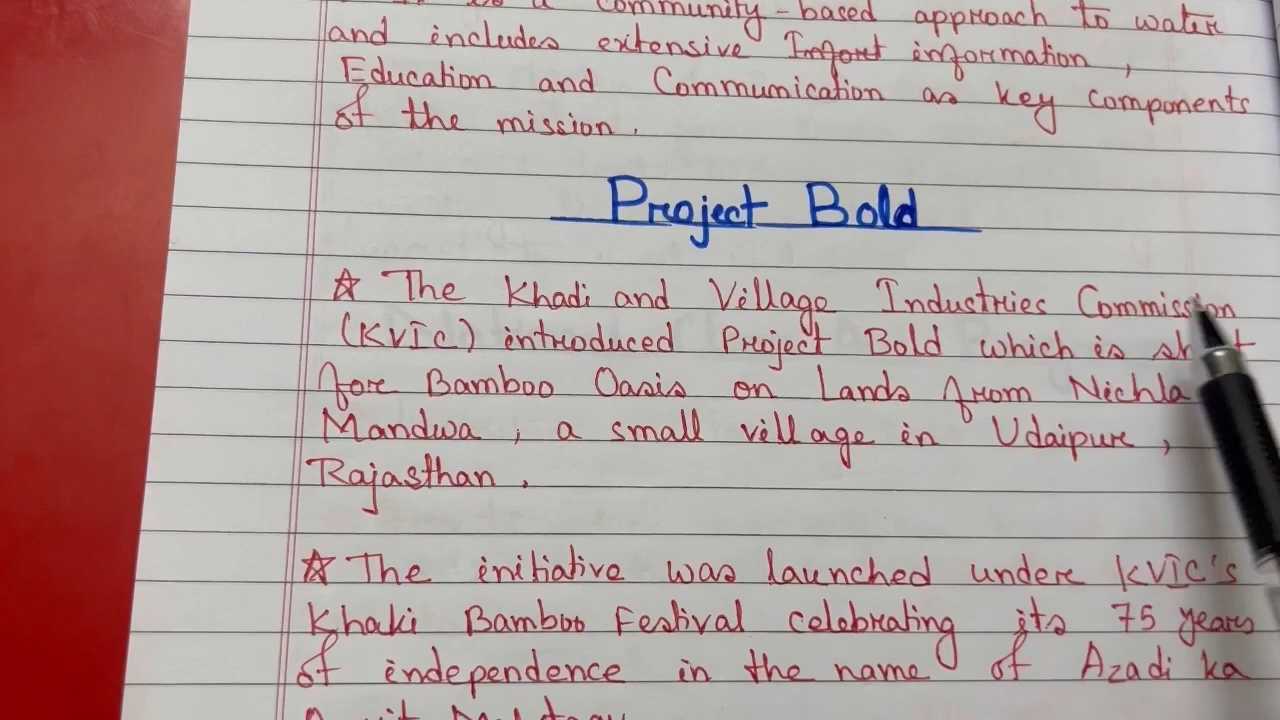 a community-based approach to water
and includes extensive Import information,
Education and Communication as key components
of the mission.
Project Bold
☆ The Khadi and Village Industries Commission
(KVIC) introduced Project Bold which is
for Bamboo Oasis on Lands from Nichla
Mandwa, a small village in Udaipur,
Rajasthan.
☆ The initiative was launched under KVIC's
Khaki Bamboo Festival celebrating its 75 years
of independence in the name of Azadi ka